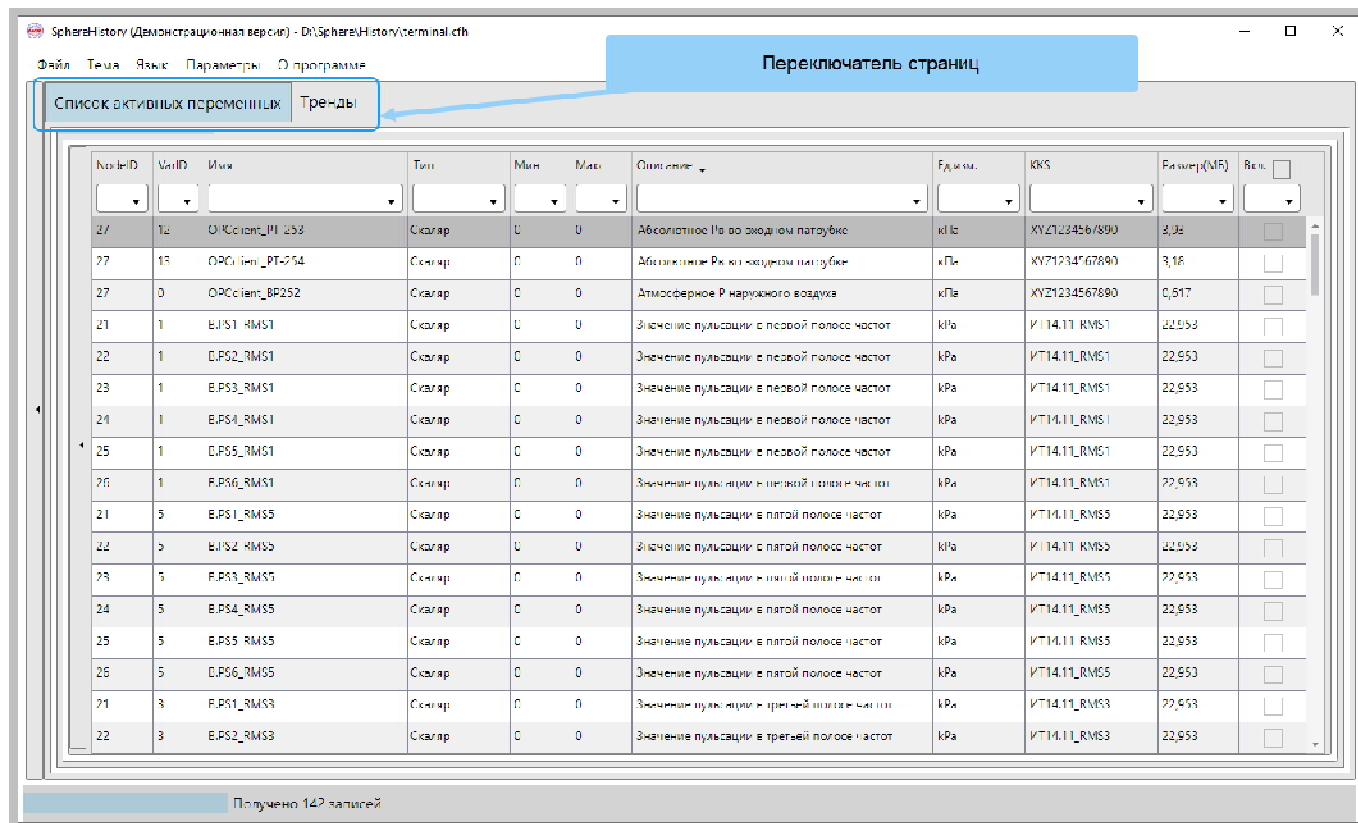 SphereHistory (Демонстрационная версия) - D:\Sphere\History\terminal.cfh
Файл Тема Язык Параметры О программе
Переключатель страниц
Список активных переменных Тренды
NodeID VarID Имя Тип Мин Макс Описание Ед.изм. KKS Размер(МБ) Вкл.
27 12 OPCclient_PT-253 Скаляр 0 0 Абсолютное Рв во входном патрубке кПа XYZ1234567890 3,93
27 13 OPCclient_PT-254 Скаляр 0 0 Абсолютное Рв во входном патрубке кПа XYZ1234567890 3,18
27 0 OPCclient_BP252 Скаляр 0 0 Атмосферное Р наружного воздуха кПа XYZ1234567890 0,617
21 1 B.PS1_RMS1 Скаляр 0 0 Значение пульсации в первой полосе частот kPa ИТ14.11_RMS1 22,953
22 1 B.PS2_RMS1 Скаляр 0 0 Значение пульсации в первой полосе частот kPa ИТ14.11_RMS1 22,953
23 1 B.PS3_RMS1 Скаляр 0 0 Значение пульсации в первой полосе частот kPa ИТ14.11_RMS1 22,953
24 1 B.PS4_RMS1 Скаляр 0 0 Значение пульсации в первой полосе частот kPa ИТ14.11_RMS1 22,953
25 1 B.PS5_RMS1 Скаляр 0 0 Значение пульсации в первой полосе частот kPa ИТ14.11_RMS1 22,953
26 1 B.PS6_RMS1 Скаляр 0 0 Значение пульсации в первой полосе частот kPa ИТ14.11_RMS1 22,953
21 5 B.PS1_RMS5 Скаляр 0 0 Значение пульсации в пятой полосе частот kPa ИТ14.11_RMS5 22,953
22 5 B.PS2_RMS5 Скаляр 0 0 Значение пульсации в пятой полосе частот kPa ИТ14.11_RMS5 22,953
23 5 B.PS3_RMS5 Скаляр 0 0 Значение пульсации в пятой полосе частот kPa ИТ14.11_RMS5 22,953
24 5 B.PS4_RMS5 Скаляр 0 0 Значение пульсации в пятой полосе частот kPa ИТ14.11_RMS5 22,953
25 5 B.PS5_RMS5 Скаляр 0 0 Значение пульсации в пятой полосе частот kPa ИТ14.11_RMS5 22,953
26 5 B.PS6_RMS5 Скаляр 0 0 Значение пульсации в пятой полосе частот kPa ИТ14.11_RMS5 22,953
21 3 B.PS1_RMS3 Скаляр 0 0 Значение пульсации в третьей полосе частот kPa ИТ14.11_RMS3 22,953
22 3 B.PS2_RMS3 Скаляр 0 0 Значение пульсации в третьей полосе частот kPa ИТ14.11_RMS3 22,953
Получено 142 записей